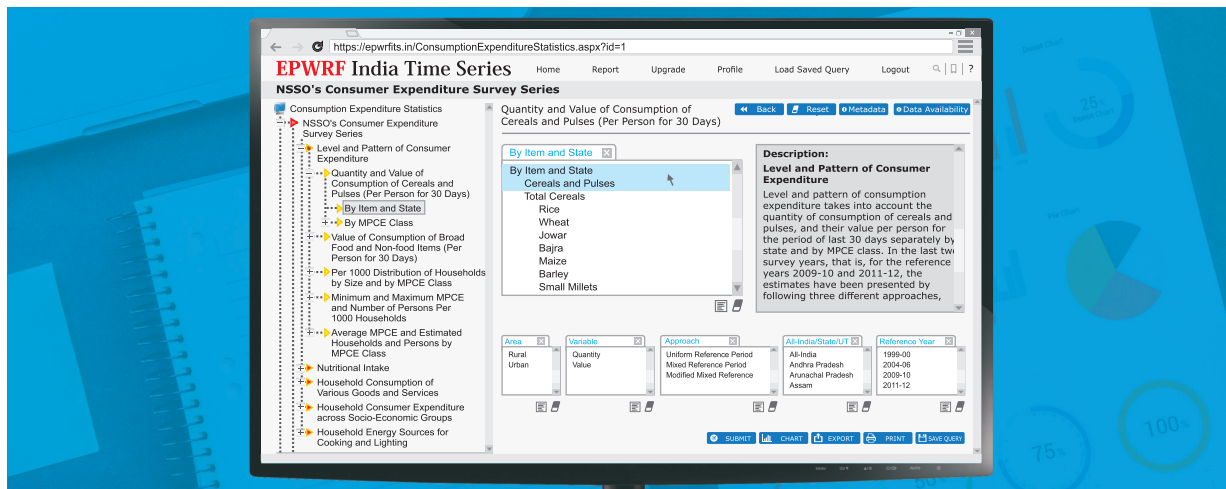 https://epwrfits.in/ConsumptionExpenditureStatistics.aspx?id=1
EPWRF India Time Series
Home Report Upgrade Profile Load Saved Query Logout ?
NSSO's Consumer Expenditure Survey Series
Consumption Expenditure Statistics
NSSO's Consumer Expenditure
Survey Series
Level and Pattern of Consumer
Expenditure
Quantity and Value of
Consumption of Cereals and
Pulses (Per Person for 30 Days)
By Item and State
By MPCE Class
Value of Consumption of Broad
Food and Non-food Items (Per
Person for 30 Days)
Per 1000 Distribution of Households
by Size and by MPCE Class
Minimum and Maximum MPCE
and Number of Persons Per
1000 Households
Average MPCE and Estimated
Households and Persons by
MPCE Class
Nutritional Intake
Household Consumption of
Various Goods and Services
Household Consumer Expenditure
across Socio-Economic Groups
Household Energy Sources for
Cooking and Lighting
Quantity and Value of Consumption of
Cereals and Pulses (Per Person for 30 Days)
Back Reset Metadata Data Availability
By Item and State
By Item and State
Cereals and Pulses
Total Cereals
Rice
Wheat
Jowar
Bajra
Maize
Barley
Small Millets
Description:
Level and Pattern of Consumer
Expenditure
Level and pattern of consumption
expenditure takes into account the
quantity of consumption of cereals and
pulses, and their value per person for
the period of last 30 days separately by
state and by MPCE class. In the last two
survey years, that is, for the reference
years 2009-10 and 2011-12, the
estimates have been presented by
following three different approaches,
Area
Rural
Urban
Variable
Quantity
Value
Approach
Uniform Reference Period
Mixed Reference Period
Modified Mixed Reference
All-India/State/UT
All-India
Andhra Pradesh
Arunachal Pradesh
Assam
Reference Year
1999-00
2004-06
2009-10
2011-12
SUBMIT CHART EXPORT PRINT SAVE QUERY
25%
Pie Chart
75%
100%
50%